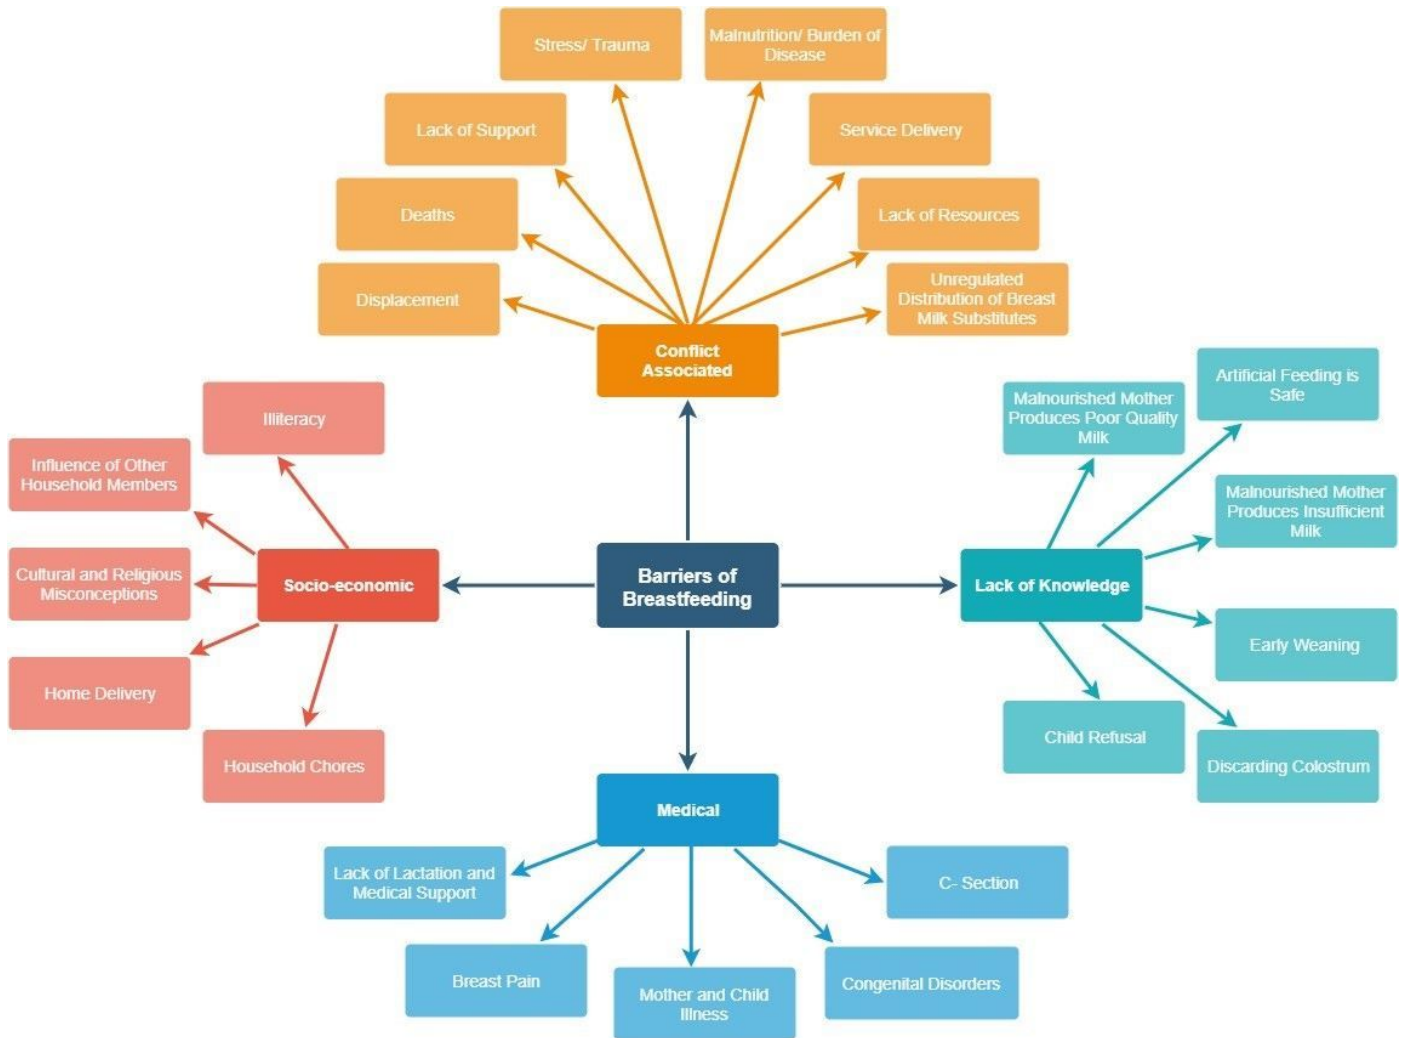 Stress/ Trauma
Malnutrition/ Burden of
Disease
Lack of Support
Service Delivery
Deaths
Lack of Resources
Displacement
Unregulated
Distribution of Breast
Milk Substitutes
Conflict
Associated
Illiteracy
Influence of Other
Household Members
Cultural and Religious
Misconceptions
Socio-economic
Home Delivery
Household Chores
Barriers of
Breastfeeding
Malnourished Mother
Produces Poor Quality
Milk
Artificial Feeding is
Safe
Malnourished Mother
Produces Insufficient
Milk
Lack of Knowledge
Early Weaning
Child Refusal
Discarding Colostrum
Medical
Lack of Lactation and
Medical Support
C- Section
Breast Pain
Mother and Child
Illness
Congenital Disorders